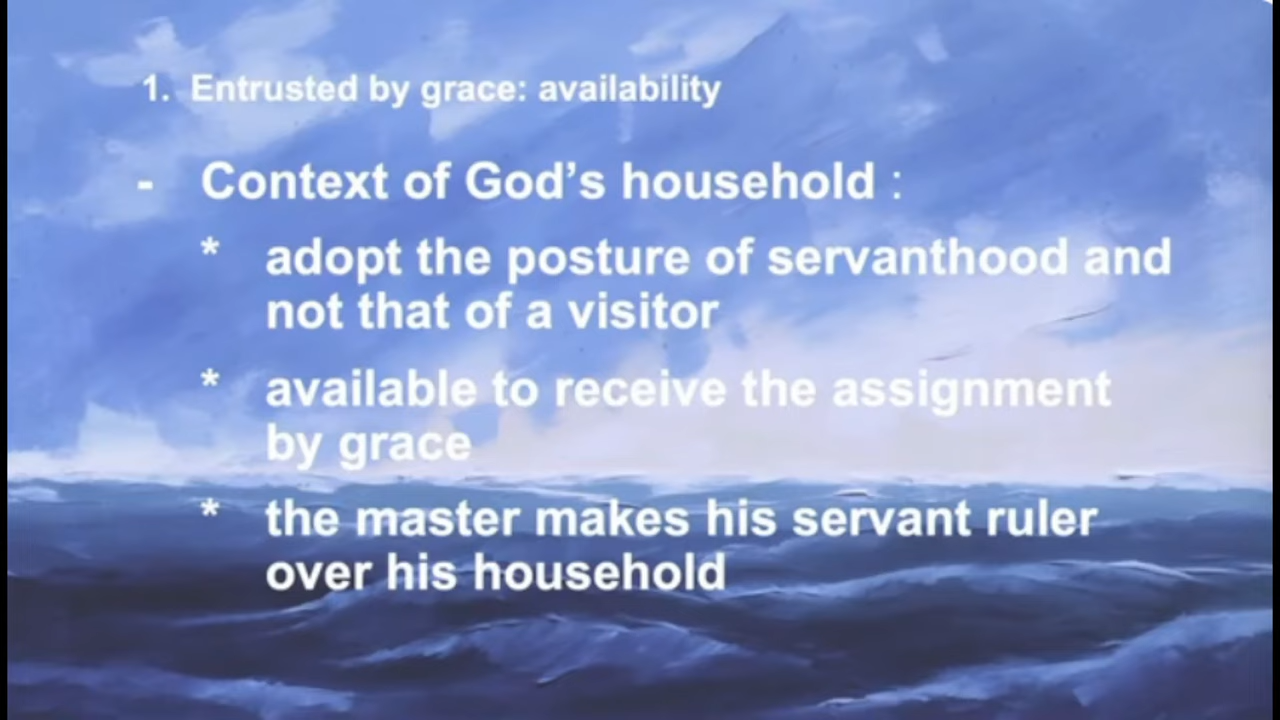 1. Entrusted by grace: availability
- Context of God’s household :
* adopt the posture of servanthood and
not that of a visitor
* available to receive the assignment
by grace
* the master makes his servant ruler
over his household